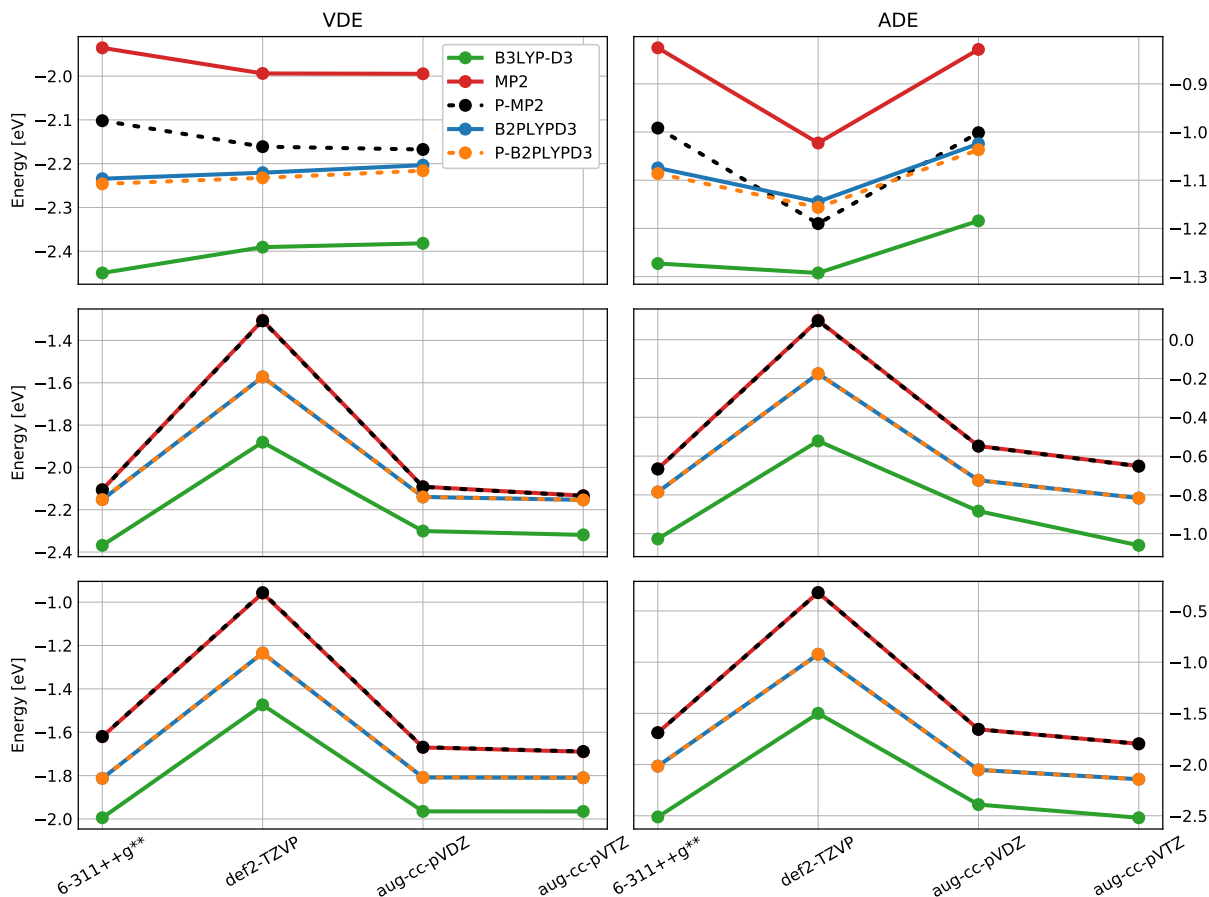 VDE
ADE
Energy [eV]
−2.0
−2.1
−2.2
−2.3
−2.4
B3LYP-D3
MP2
P-MP2
B2PLYPD3
P-B2PLYPD3
−0.9
−1.0
−1.1
−1.2
−1.3
Energy [eV]
−1.4
−1.6
−1.8
−2.0
−2.2
−2.4
0.0
−0.2
−0.4
−0.6
−0.8
−1.0
Energy [eV]
−1.0
−1.2
−1.4
−1.6
−1.8
−2.0
−0.5
−1.0
−1.5
−2.0
−2.5
6-311++g**
def2-TZVP
aug-cc-pVDZ
aug-cc-pVTZ
6-311++g**
def2-TZVP
aug-cc-pVDZ
aug-cc-pVTZ